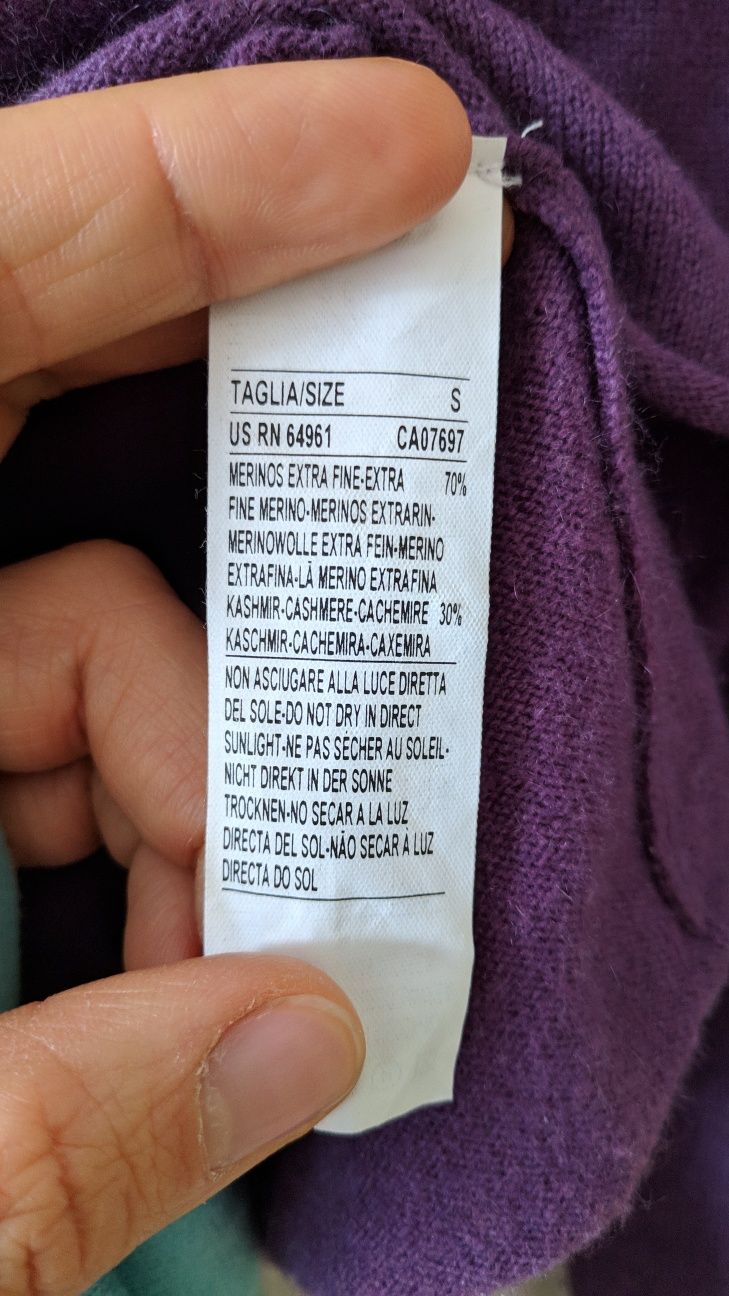 TAGLIA/SIZE S
US RN 64961 CA07697
MERINOS EXTRA FINE-EXTRA 70%
FINE MERINO-MERINOS EXTRARIN-
MERINOWOLLE EXTRA FEIN-MERINO
EXTRAFINA-LÃ MERINO EXTRAFINA
KASHMIR-CASHMERE-CACHEMIRE 30%
KASCHMIR-CACHEMIRA-CAXEMIRA
NON ASCIUGARE ALLA LUCE DIRETTA
DEL SOLE-DO NOT DRY IN DIRECT
SUNLIGHT-NE PAS SÉCHER AU SOLEIL-
NICHT DIREKT IN DER SONNE
TROCKNEN-NO SECAR A LA LUZ
DIRECTA DEL SOL-NÃO SECAR À LUZ
DIRECTA DO SOL